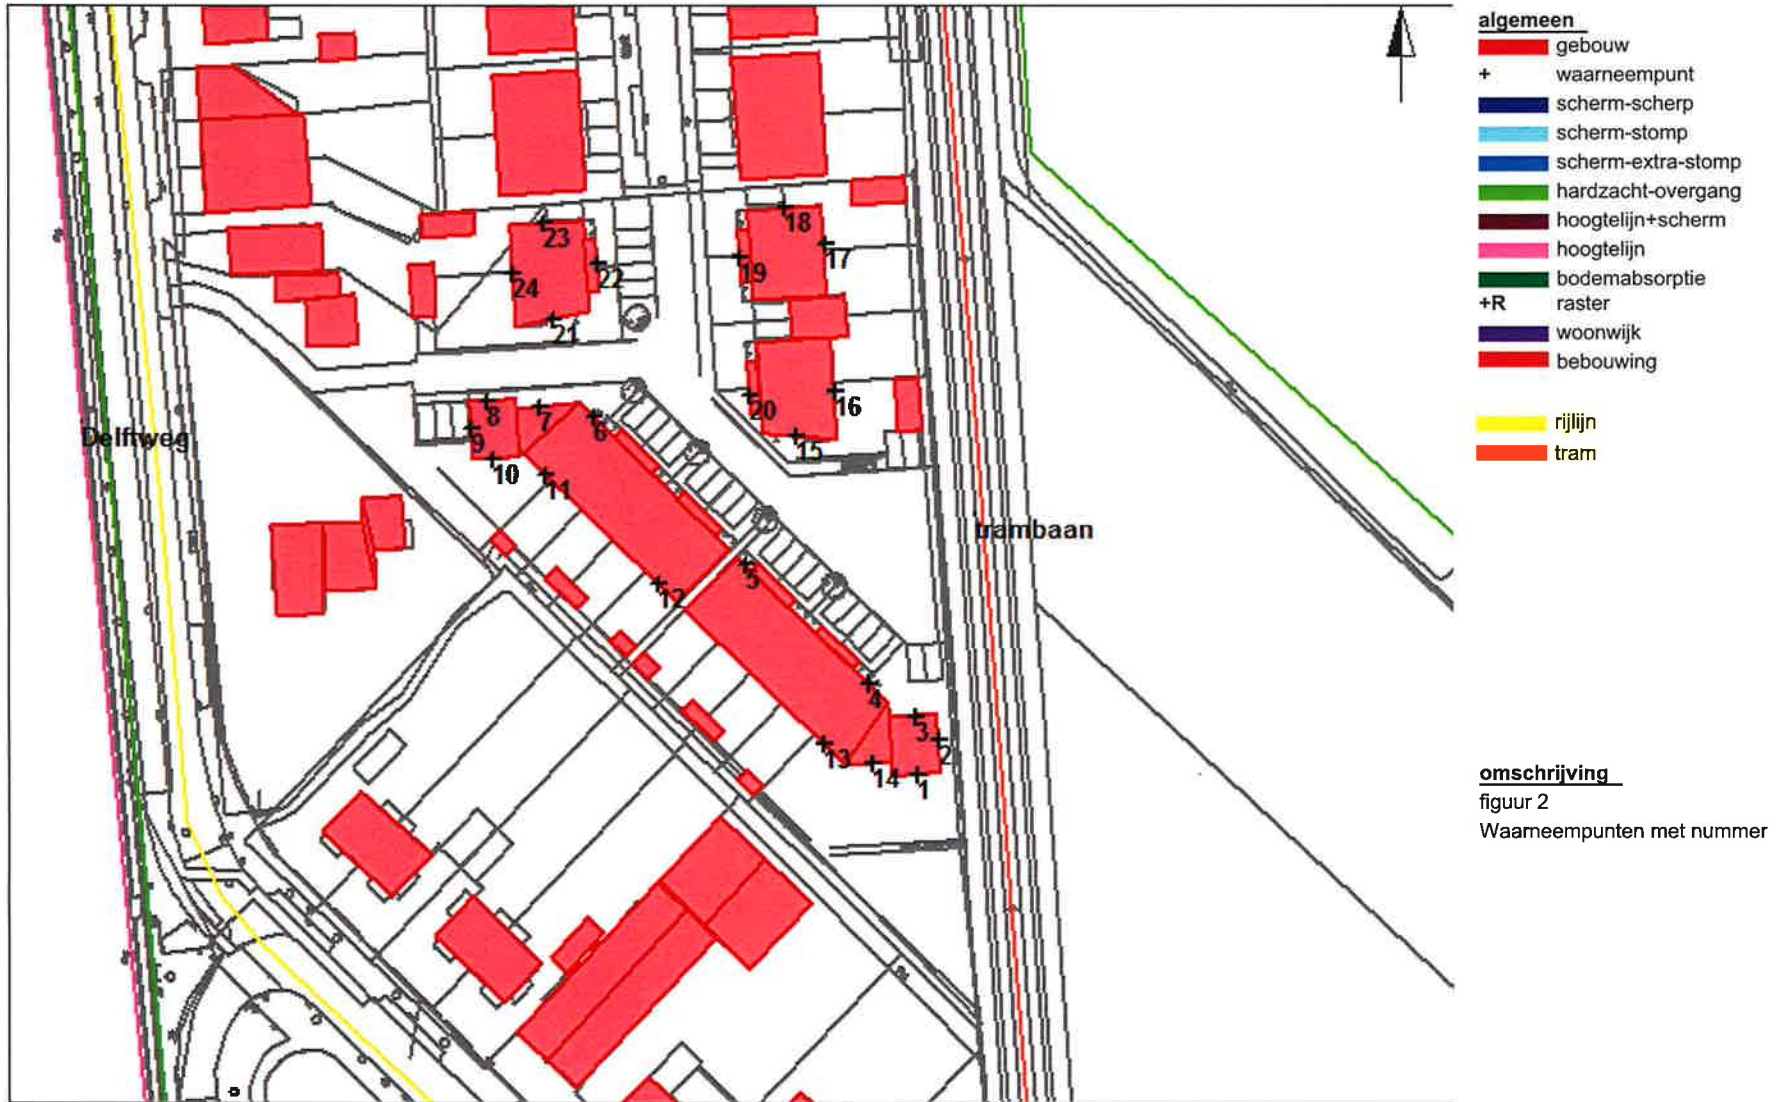 algemeen
gebouw
+ waarneempunt
scherm-scherp
scherm-stomp
scherm-extra-stomp
hardzacht-overgang
hoogtelijn+scherm
hoogtelijn
bodemabsorptie
+R raster
woonwijk
bebouwing
rijlijn
tram
omschrijving
figuur 2
Waarneempunten met nummer
Delftweg
trambaan
18
17
19
23
22
24
21
20
16
15
8
7
6
9
10
11
5
12
4
3
2
13
14
1